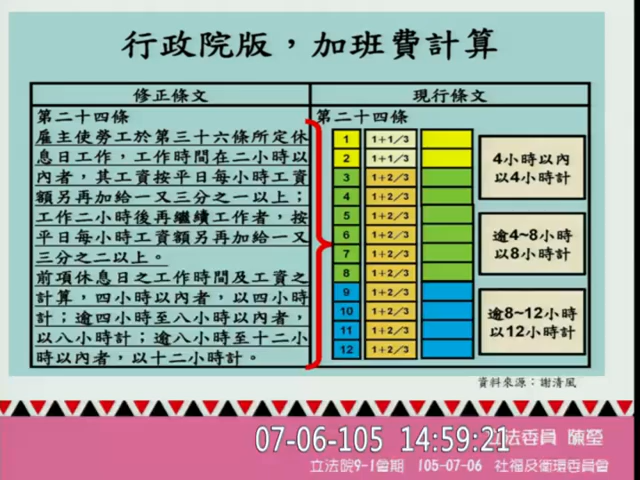 行政院版，加班費計算
修正條文
現行條文
第二十四條
雇主使勞工於第三十六條所定休
息日工作，工作時間在二小時以
內者，其工資按平日每小時工資
額另再加給一又三分之一以上；
工作二小時後再繼續工作者，按
平日每小時工資額另再加給一又
三分之二以上。
前項休息日之工作時間及工資之
計算，四小時以內者，以四小時
計；逾四小時至八小時以內者，
以八小時計；逾八小時至十二小
時以內者，以十二小時計。
第二十四條
1 1+1/3
2 1+1/3
3 1+2/3
4 1+2/3
5 1+2/3
6 1+2/3
7 1+2/3
8 1+2/3
9 1+2/3
10 1+2/3
11 1+2/3
12 1+2/3
4小時以內
以4小時計
逾4~8小時
以8小時計
逾8~12小時
以12小時計
資料來源：謝清風
07-06-105 14:59:21
法委員 陳瑩
立法院9-1會期 105-07-06 社福及衛環委員會